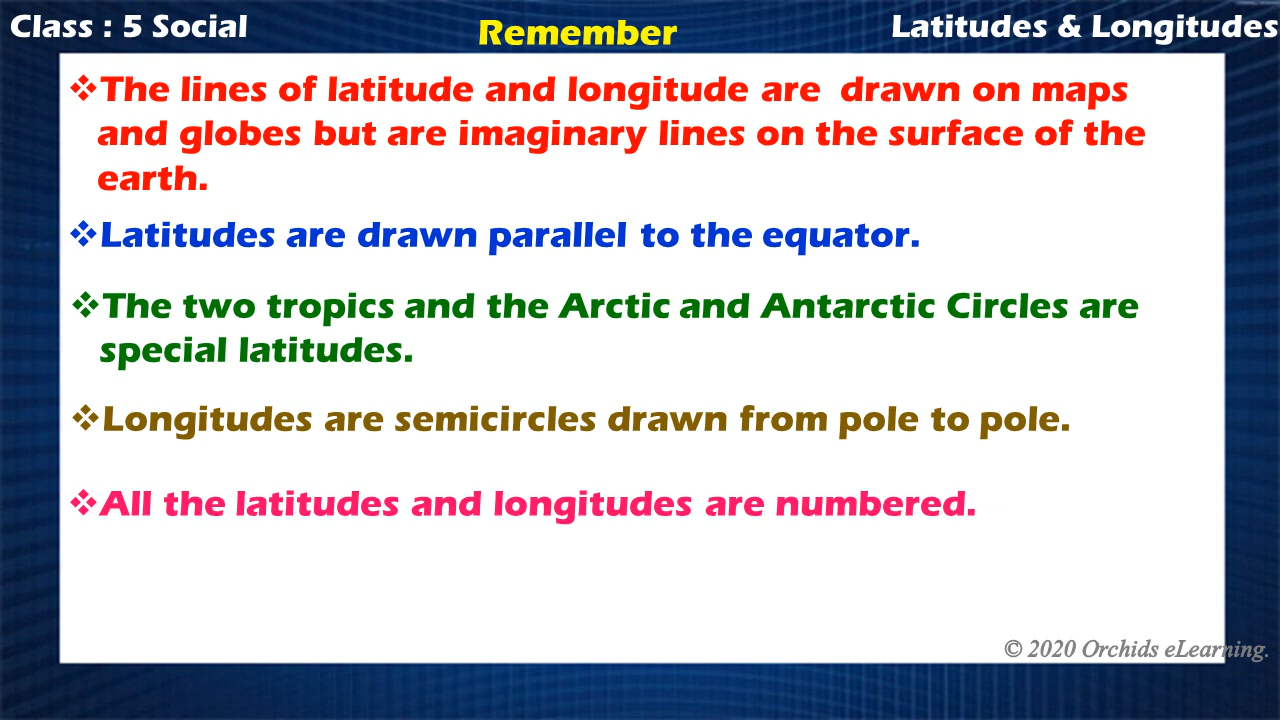 Class : 5 Social
Remember
Latitudes & Longitudes
❖The lines of latitude and longitude are drawn on maps
and globes but are imaginary lines on the surface of the
earth.
❖Latitudes are drawn parallel to the equator.
❖The two tropics and the Arctic and Antarctic Circles are
special latitudes.
❖Longitudes are semicircles drawn from pole to pole.
❖All the latitudes and longitudes are numbered.
© 2020 Orchids eLearning.